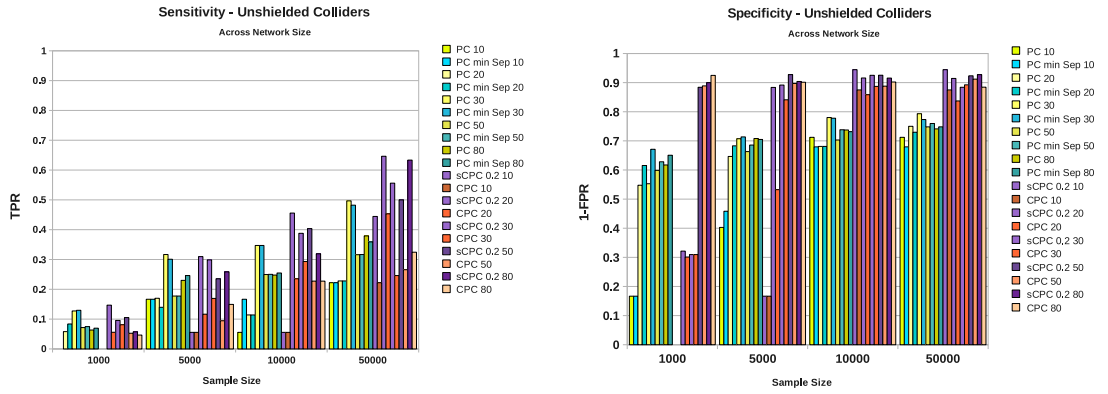 Sensitivity - Unshielded Colliders
Across Network Size
1
0.9
0.8
0.7
0.6
0.5
0.4
0.3
0.2
0.1
0
TPR
1000
5000
10000
50000
Sample Size
PC 10
PC min Sep 10
PC 20
PC min Sep 20
PC 30
PC min Sep 30
PC 50
PC min Sep 50
PC 80
PC min Sep 80
sCPC 0.2 10
CPC 10
sCPC 0.2 20
CPC 20
sCPC 0.2 30
CPC 30
sCPC 0.2 50
CPC 50
sCPC 0.2 80
CPC 80
Specificity - Unshielded Colliders
Across Network Size
1
0.9
0.8
0.7
0.6
0.5
0.4
0.3
0.2
0.1
0
1-FPR
1000
5000
10000
50000
Sample Size
PC 10
PC min Sep 10
PC 20
PC min Sep 20
PC 30
PC min Sep 30
PC 50
PC min Sep 50
PC 80
PC min Sep 80
sCPC 0.2 10
CPC 10
sCPC 0.2 20
CPC 20
sCPC 0.2 30
CPC 30
sCPC 0.2 50
CPC 50
sCPC 0.2 80
CPC 80